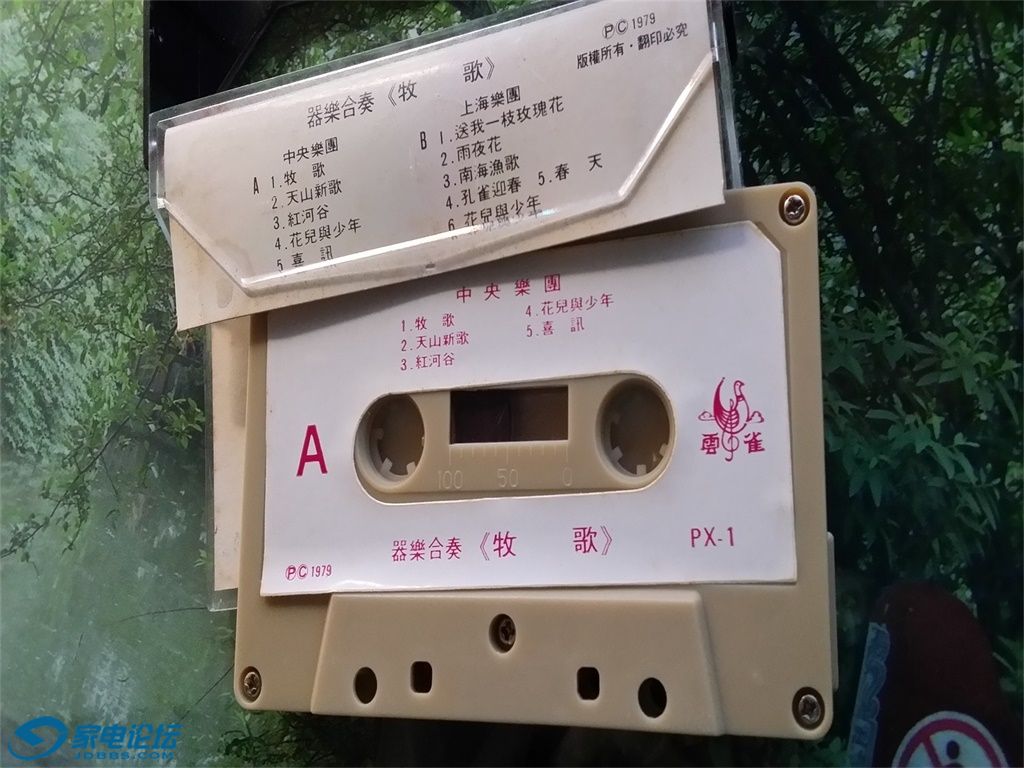 ⓅⒸ 1979
版權所有·翻印必究
器樂合奏《牧 歌》
中央樂團
A 1.牧 歌
2.天山新歌
3.紅河谷
4.花兒與少年
5.喜 訊
上海樂團
B 1.送我一枝玫瑰花
2.雨夜花
3.南海漁歌
4.孔雀迎春 5.春 天
6.花兒與少年
中央樂團
1.牧 歌
2.天山新歌
3.紅河谷
4.花兒與少年
5.喜 訊
A
雲雀
100 50 0
器樂合奏《牧 歌》
PX-1
ⓅⒸ 1979
家电论坛
JDBBS.COM